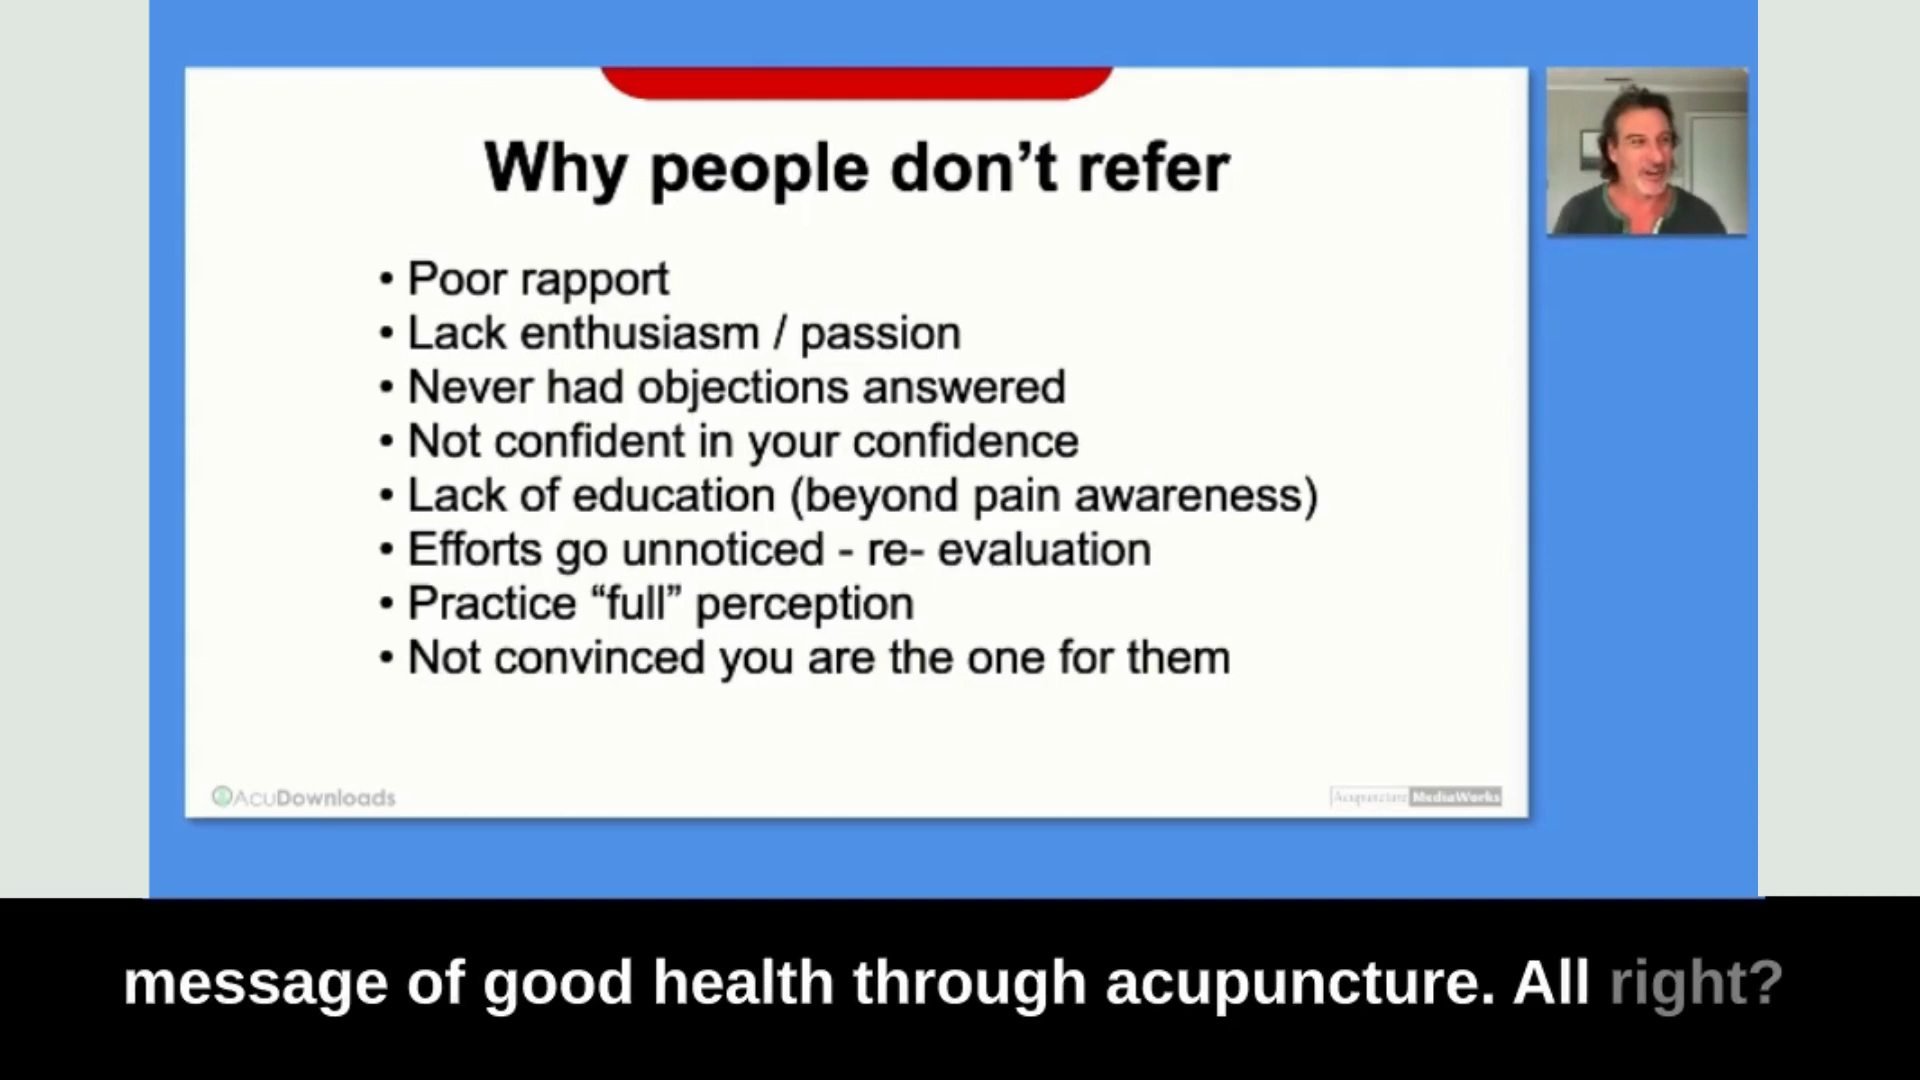 Why people don’t refer
• Poor rapport
• Lack enthusiasm / passion
• Never had objections answered
• Not confident in your confidence
• Lack of education (beyond pain awareness)
• Efforts go unnoticed - re- evaluation
• Practice “full” perception
• Not convinced you are the one for them
AcuDownloads
Acupuncture MediaWorks
message of good health through acupuncture. All right?